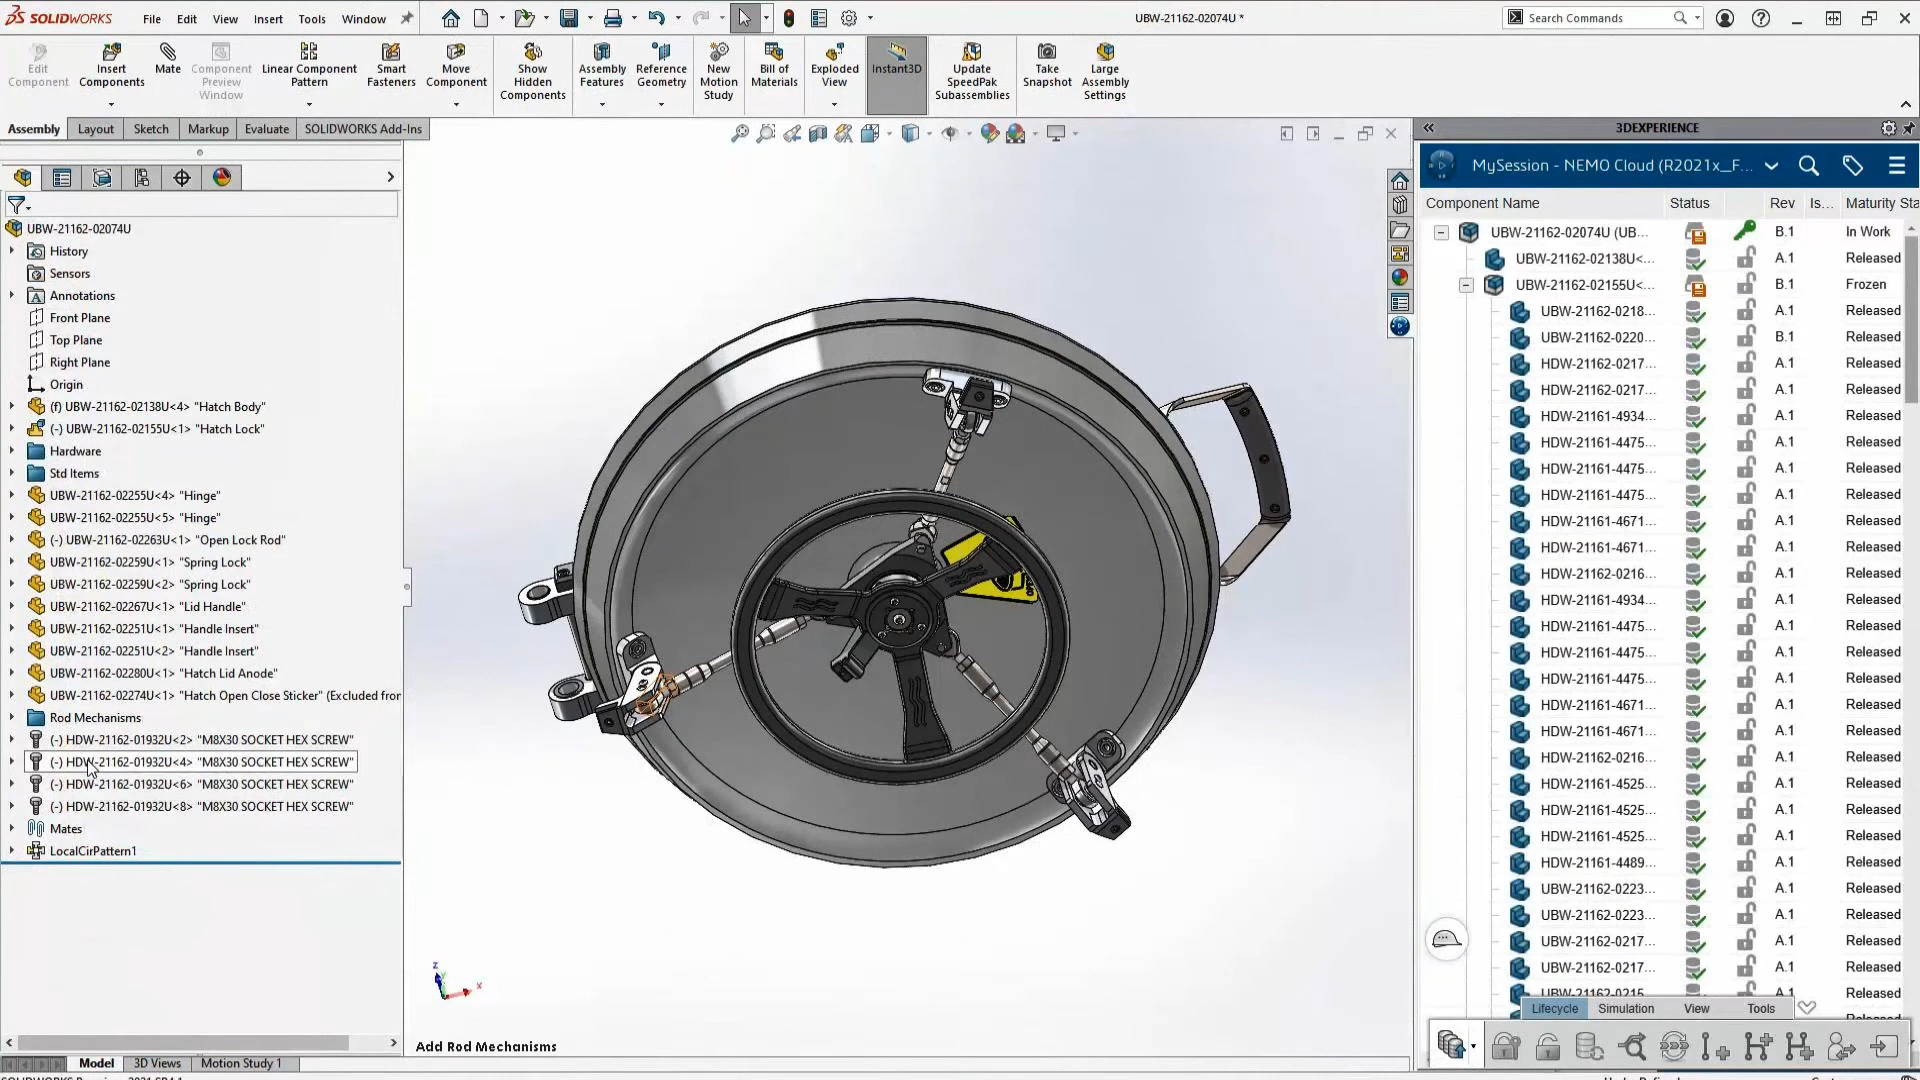 SOLIDWORKS File Edit View Insert Tools Window
UBW-21162-02074U *
Search Commands
Edit Component
Insert Components
Mate
Component Preview Window
Linear Component Pattern
Smart Fasteners
Move Component
Show Hidden Components
Assembly Features
Reference Geometry
New Motion Study
Bill of Materials
Exploded View
Instant3D
Update SpeedPak Subassemblies
Take Snapshot
Large Assembly Settings
Assembly Layout Sketch Markup Evaluate SOLIDWORKS Add-Ins
UBW-21162-02074U
History
Sensors
Annotations
Front Plane
Top Plane
Right Plane
Origin
(f) UBW-21162-02138U<4> "Hatch Body"
(-) UBW-21162-02155U<1> "Hatch Lock"
Hardware
Std Items
UBW-21162-02255U<4> "Hinge"
UBW-21162-02255U<5> "Hinge"
(-) UBW-21162-02263U<1> "Open Lock Rod"
UBW-21162-02259U<1> "Spring Lock"
UBW-21162-02259U<2> "Spring Lock"
UBW-21162-02267U<1> "Lid Handle"
UBW-21162-02251U<1> "Handle Insert"
UBW-21162-02251U<2> "Handle Insert"
UBW-21162-02280U<1> "Hatch Lid Anode"
UBW-21162-02274U<1> "Hatch Open Close Sticker" (Excluded fror
Rod Mechanisms
(-) HDW-21162-01932U<2> "M8X30 SOCKET HEX SCREW"
(-) HDW-21162-01932U<4> "M8X30 SOCKET HEX SCREW"
(-) HDW-21162-01932U<6> "M8X30 SOCKET HEX SCREW"
(-) HDW-21162-01932U<8> "M8X30 SOCKET HEX SCREW"
Mates
LocalCirPattern1
z
x
Add Rod Mechanisms
Model 3D Views Motion Study 1
3DEXPERIENCE
MySession - NEMO Cloud (R2021x_F...
Component Name Status Rev Is... Maturity Sta
UBW-21162-02074U (UB... B.1 In Work
UBW-21162-02138U<... A.1 Released
UBW-21162-02155U<... B.1 Frozen
UBW-21162-0218... A.1 Released
UBW-21162-0220... B.1 Released
HDW-21162-0217... A.1 Released
HDW-21162-0217... A.1 Released
HDW-21161-4934... A.1 Released
HDW-21161-4475... A.1 Released
HDW-21161-4475... A.1 Released
HDW-21161-4475... A.1 Released
HDW-21161-4671... A.1 Released
HDW-21161-4671... A.1 Released
HDW-21162-0216... A.1 Released
HDW-21161-4934... A.1 Released
HDW-21161-4475... A.1 Released
HDW-21161-4475... A.1 Released
HDW-21161-4475... A.1 Released
HDW-21161-4671... A.1 Released
HDW-21161-4671... A.1 Released
HDW-21162-0216... A.1 Released
HDW-21161-4525... A.1 Released
HDW-21161-4525... A.1 Released
HDW-21161-4525... A.1 Released
HDW-21161-4489... A.1 Released
UBW-21162-0223... A.1 Released
UBW-21162-0223... A.1 Released
UBW-21162-0217... A.1 Released
UBW-21162-0217... A.1 Released
UBW-21162-0215... A.1 Released
Lifecycle Simulation View Tools